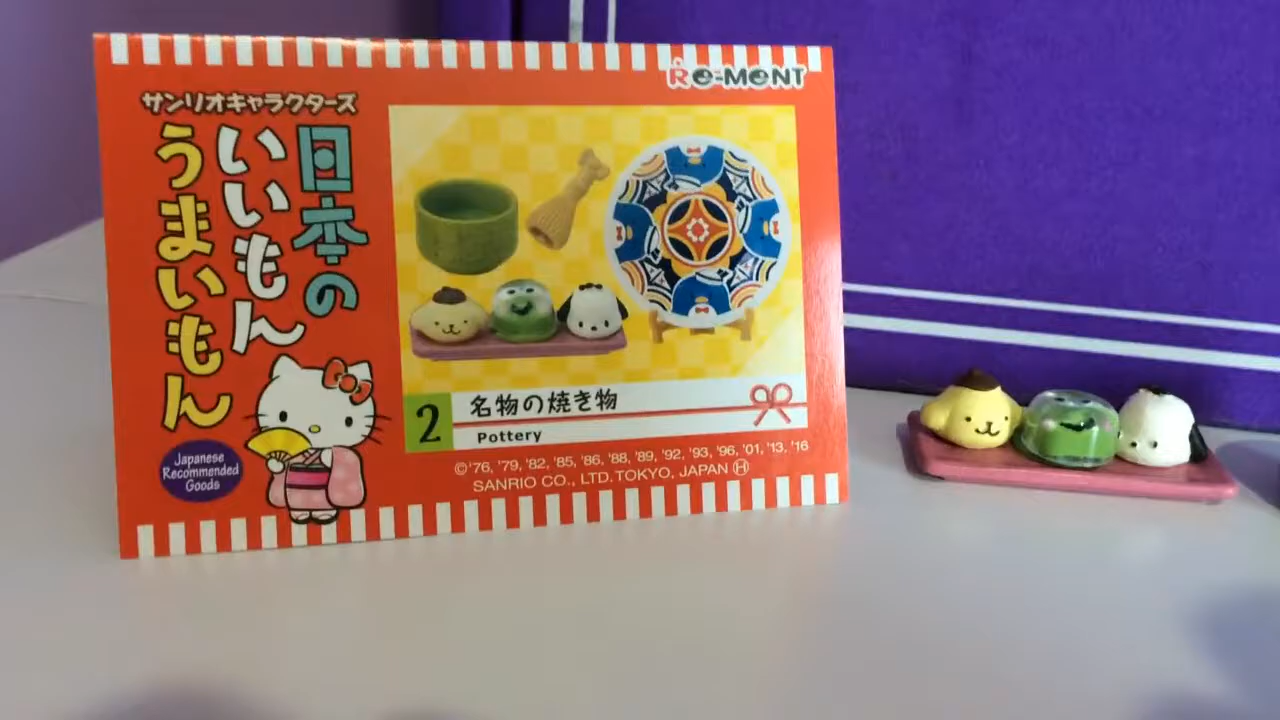 Re-MeNT
サンリオキャラクターズ
日本の
いいもん
うまいもん
2 名物の焼き物
Pottery
Japanese
Recommended
Goods
©'76, '79, '82, '85, '86, '88, '89, '92, '93, '96, '01, '13, '16
SANRIO CO., LTD. TOKYO, JAPAN Ⓗ